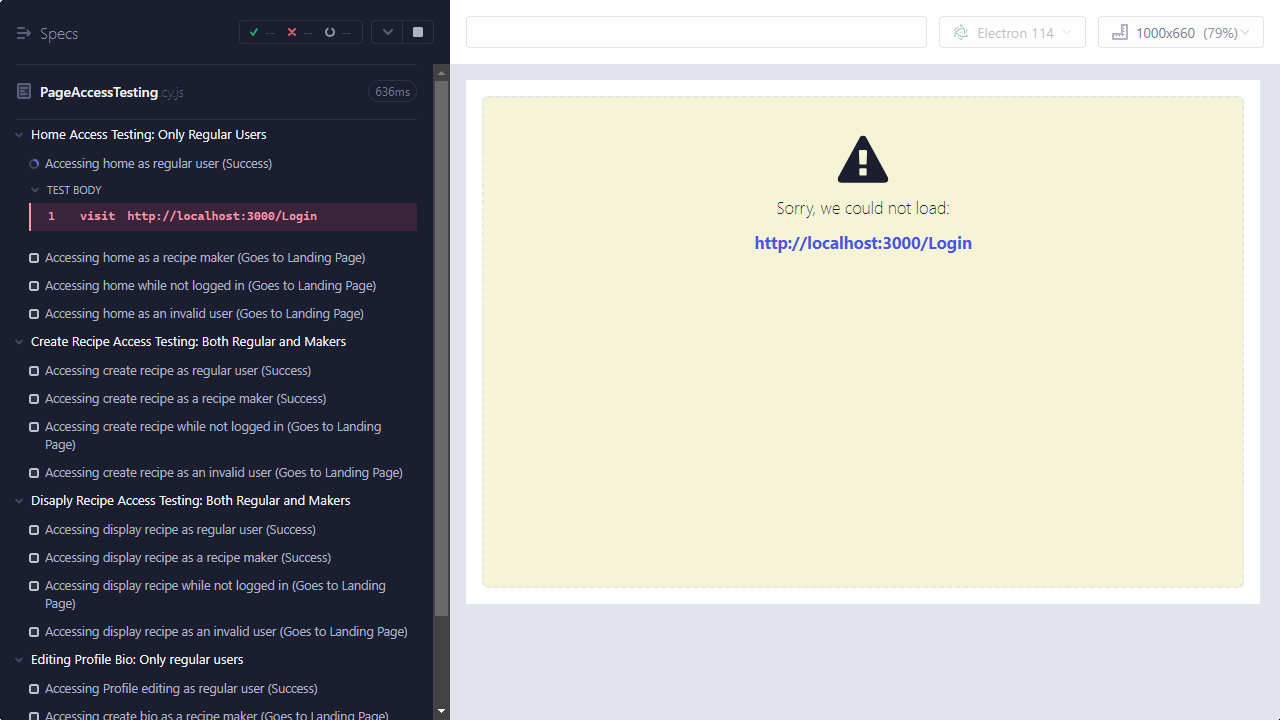 Specs
-- -- --
PageAccessTesting.cy.js
636ms
Home Access Testing: Only Regular Users
Accessing home as regular user (Success)
TEST BODY
1 visit http://localhost:3000/Login
Accessing home as a recipe maker (Goes to Landing Page)
Accessing home while not logged in (Goes to Landing Page)
Accessing home as an invalid user (Goes to Landing Page)
Create Recipe Access Testing: Both Regular and Makers
Accessing create recipe as regular user (Success)
Accessing create recipe as a recipe maker (Success)
Accessing create recipe while not logged in (Goes to Landing
Page)
Accessing create recipe as an invalid user (Goes to Landing Page)
Disaply Recipe Access Testing: Both Regular and Makers
Accessing display recipe as regular user (Success)
Accessing display recipe as a recipe maker (Success)
Accessing display recipe while not logged in (Goes to Landing
Page)
Accessing display recipe as an invalid user (Goes to Landing Page)
Editing Profile Bio: Only regular users
Accessing Profile editing as regular user (Success)
Accessing create bio as a recipe maker (Goes to Landing Page)
Electron 114
1000x660 (79%)
Sorry, we could not load:
http://localhost:3000/Login